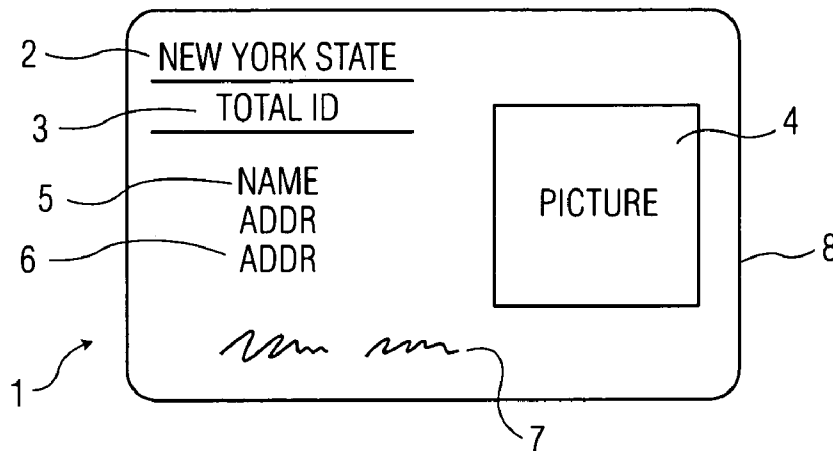 2 NEW YORK STATE
3 TOTAL ID
4
5 NAME
PICTURE
ADDR
6 ADDR
8
1
7